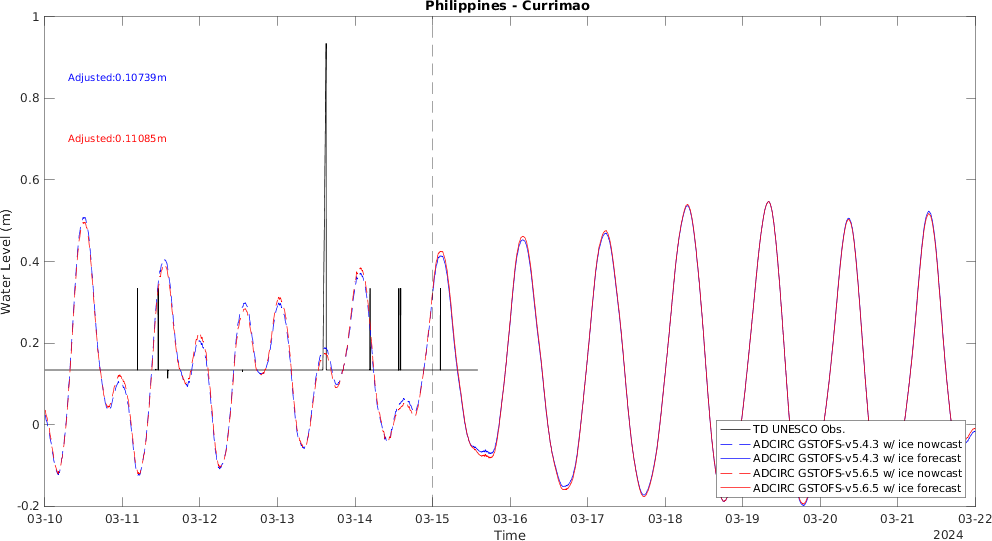 Philippines - Currimao
1
0.8
0.6
0.4
0.2
0
-0.2
Water Level (m)
Adjusted:0.10739m
Adjusted:0.11085m
TD UNESCO Obs.
ADCIRC GSTOFS-v5.4.3 w/ ice nowcast
ADCIRC GSTOFS-v5.4.3 w/ ice forecast
ADCIRC GSTOFS-v5.6.5 w/ ice nowcast
ADCIRC GSTOFS-v5.6.5 w/ ice forecast
03-10 03-11 03-12 03-13 03-14 03-15 03-16 03-17 03-18 03-19 03-20 03-21 03-22
Time
2024